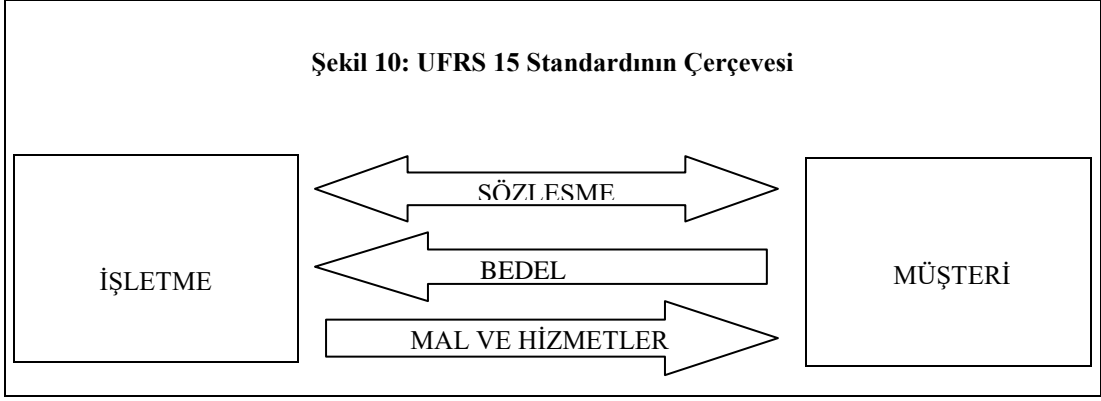 Şekil 10: UFRS 15 Standardının Çerçevesi
SÖZLEŞME
İŞLETME
BEDEL
MÜŞTERİ
MAL VE HİZMETLER